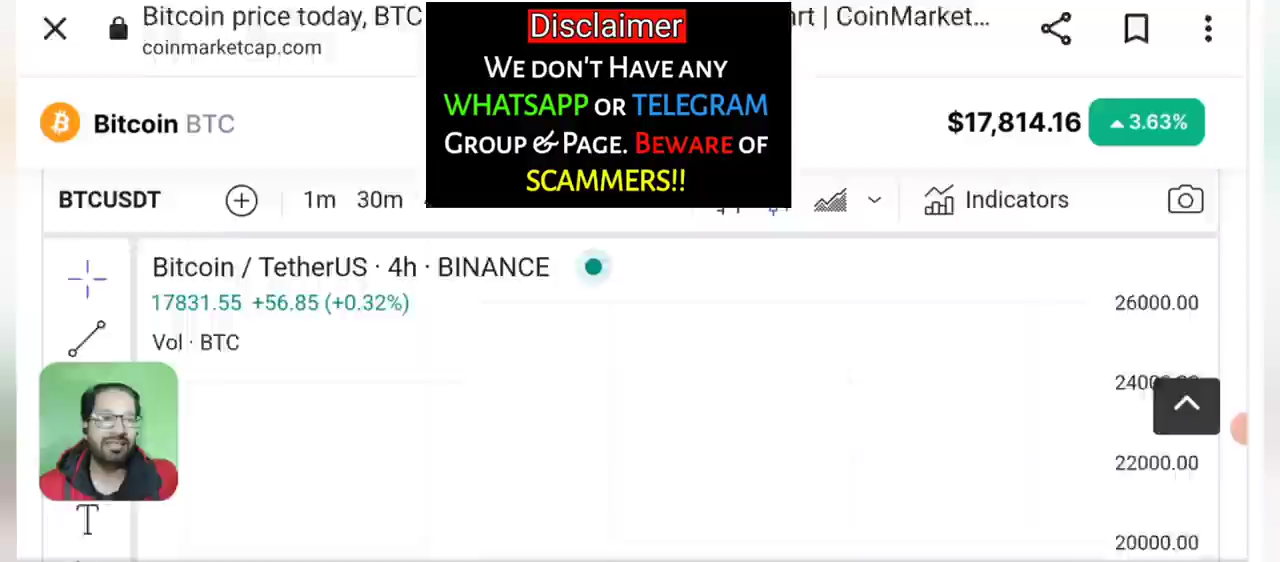 Bitcoin price today, BTC
rt | CoinMarket...
coinmarketcap.com
Disclaimer
WE DON'T HAVE ANY
WHATSAPP OR TELEGRAM
GROUP & PAGE. BEWARE OF
SCAMMERS!!
Bitcoin BTC
$17,814.16
3.63%
BTCUSDT
1m 30m
Indicators
Bitcoin / TetherUS · 4h · BINANCE
17831.55 +56.85 (+0.32%)
Vol · BTC
26000.00
22000.00
20000.00
T